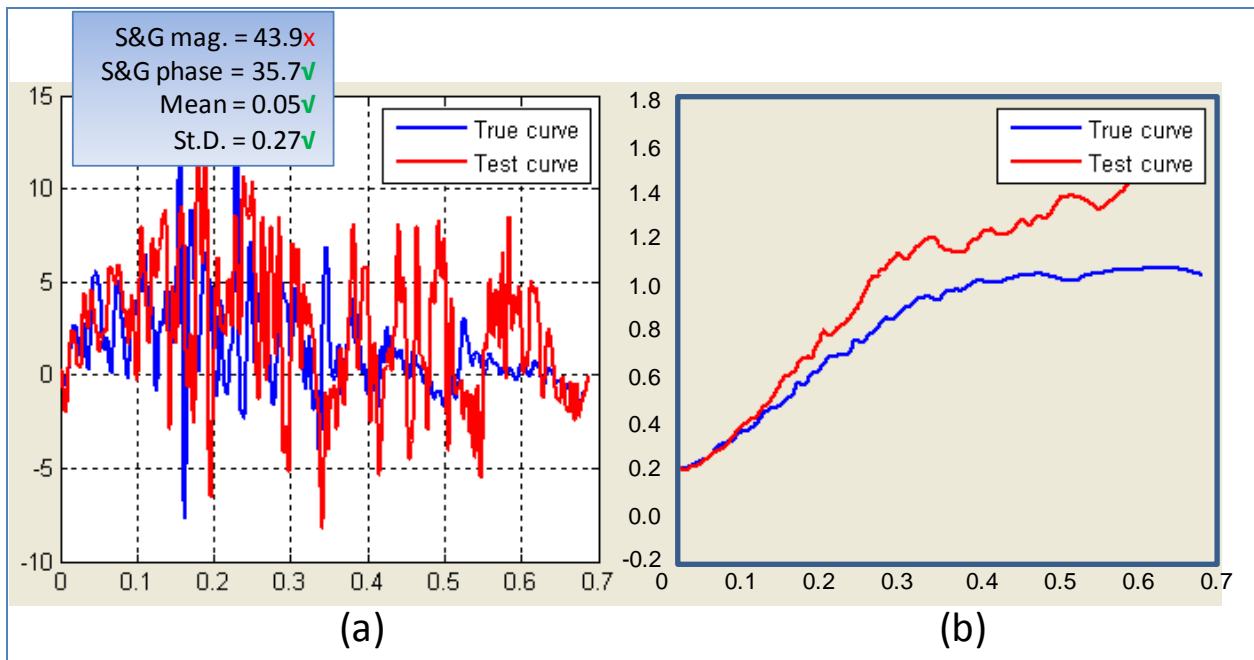 S&G mag. = 43.9x
S&G phase = 35.7√
Mean = 0.05√
St.D. = 0.27√
15
10
5
0
-5
-10
0 0.1 0.2 0.3 0.4 0.5 0.6 0.7
True curve
Test curve
(a)
1.8
1.6
1.4
1.2
1.0
0.8
0.6
0.4
0.2
0.0
-0.2
0 0.1 0.2 0.3 0.4 0.5 0.6 0.7
True curve
Test curve
(b)